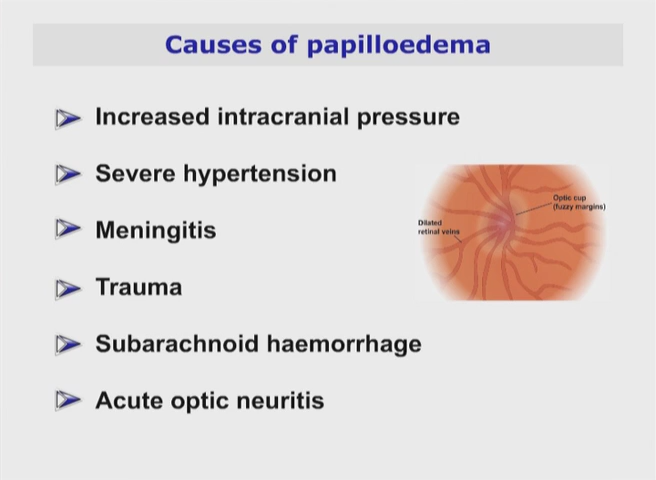 Causes of papilloedema
Increased intracranial pressure
Severe hypertension
Meningitis
Trauma
Subarachnoid haemorrhage
Acute optic neuritis
Optic cup
(fuzzy margins)
Dilated
retinal veins